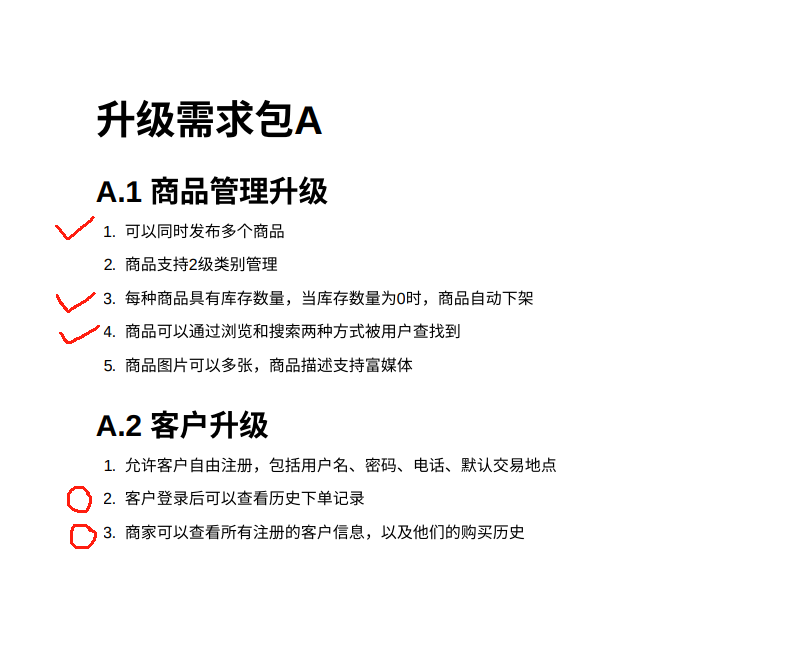 升级需求包A
A.1 商品管理升级
1. 可以同时发布多个商品
2. 商品支持2级类别管理
3. 每种商品具有库存数量，当库存数量为0时，商品自动下架
4. 商品可以通过浏览和搜索两种方式被用户查找到
5. 商品图片可以多张，商品描述支持富媒体
A.2 客户升级
1. 允许客户自由注册，包括用户名、密码、电话、默认交易地点
2. 客户登录后可以查看历史下单记录
3. 商家可以查看所有注册的客户信息，以及他们的购买历史